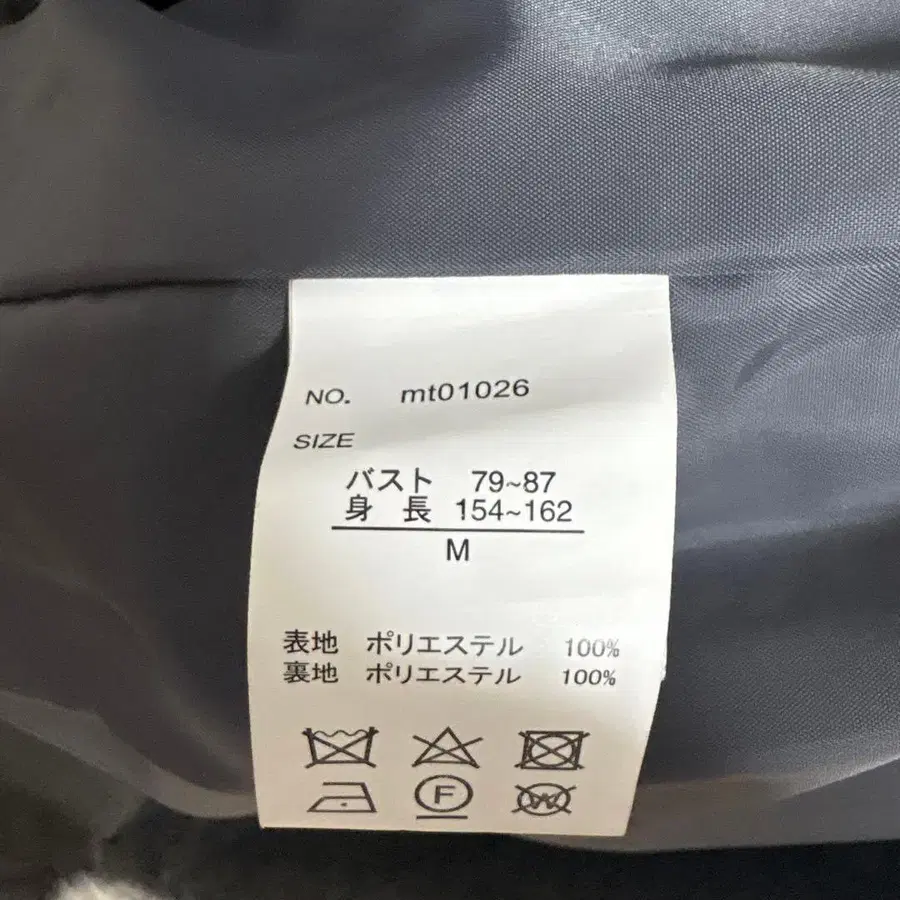 NO. mt01026
SIZE
バスト 79~87
身 長 154~162
M
表地 ポリエステル 100%
裏地 ポリエステル 100%
F
W